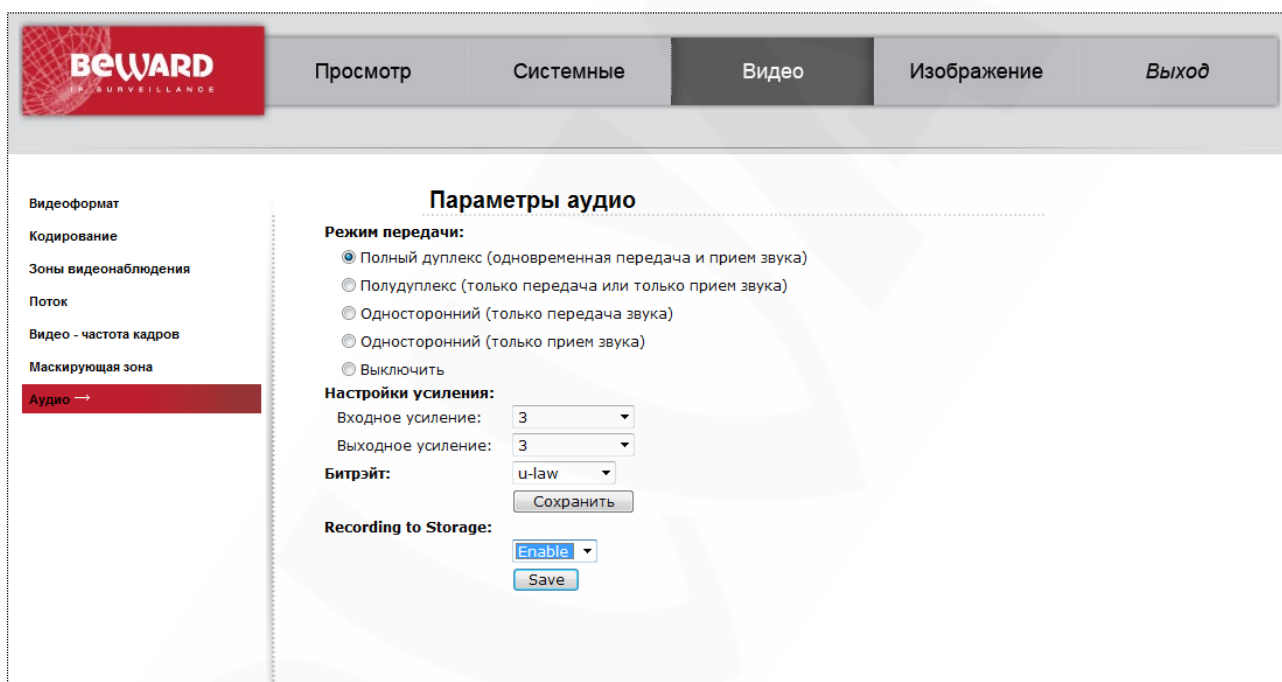 BEWARD
IP SURVEILLANCE
Просмотр
Системные
Видео
Изображение
Выход
Видеоформат
Кодирование
Зоны видеонаблюдения
Поток
Видео - частота кадров
Маскирующая зона
Аудио →
Параметры аудио
Режим передачи:
Полный дуплекс (одновременная передача и прием звука)
Полудуплекс (только передача или только прием звука)
Односторонний (только передача звука)
Односторонний (только прием звука)
Выключить
Настройки усиления:
Входное усиление: 3
Выходное усиление: 3
Битрэйт: u-law
Сохранить
Recording to Storage:
Enable
Save